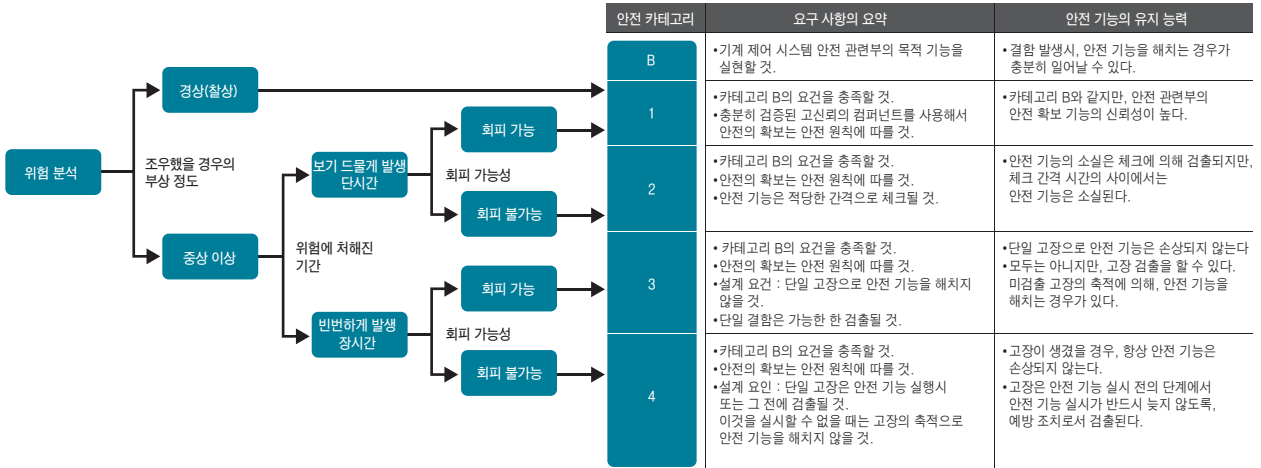 위험 분석
조우했을 경우의
부상 정도
경상(찰상)
중상 이상
위험에 처해진
기간
보기 드물게 발생
단시간
빈번하게 발생
장시간
회피 가능
회피 가능성
회피 불가능
회피 가능
회피 가능성
회피 불가능
안전 카테고리
요구 사항의 요약
안전 기능의 유지 능력
B
•기계 제어 시스템 안전 관련부의 목적 기능을
실현할 것.
•결함 발생시, 안전 기능을 해치는 경우가
충분히 일어날 수 있다.
1
•카테고리 B의 요건을 충족할 것.
•충분히 검증된 고신뢰의 컴퍼넌트를 사용해서
안전의 확보는 안전 원칙에 따를 것.
•카테고리 B와 같지만, 안전 관련부의
안전 확보 기능의 신뢰성이 높다.
2
•카테고리 B의 요건을 충족할 것.
•안전의 확보는 안전 원칙에 따를 것.
•안전 기능은 적당한 간격으로 체크될 것.
•안전 기능의 소실은 체크에 의해 검출되지만,
체크 간격 시간의 사이에서는
안전 기능은 소실된다.
3
• 카테고리 B의 요건을 충족할 것.
•안전의 확보는 안전 원칙에 따를 것.
•설계 요건 : 단일 고장으로 안전 기능을 해치지
않을 것.
•단일 결함은 가능한 한 검출될 것.
•단일 고장으로 안전 기능은 손상되지 않는다
•모두는 아니지만, 고장 검출을 할 수 있다.
미검출 고장의 축적에 의해, 안전 기능을
해치는 경우가 있다.
4
•카테고리 B의 요건을 충족할 것.
•안전의 확보는 안전 원칙에 따를 것.
•설계 요인 : 단일 고장은 안전 기능 실행시
또는 그 전에 검출될 것.
이것을 실시할 수 없을 때는 고장의 축적으로
안전 기능을 해치지 않을 것.
•고장이 생겼을 경우, 항상 안전 기능은
손상되지 않는다.
•고장은 안전 기능 실시 전의 단계에서
안전 기능 실시가 반드시 늦지 않도록,
예방 조치로서 검출된다.